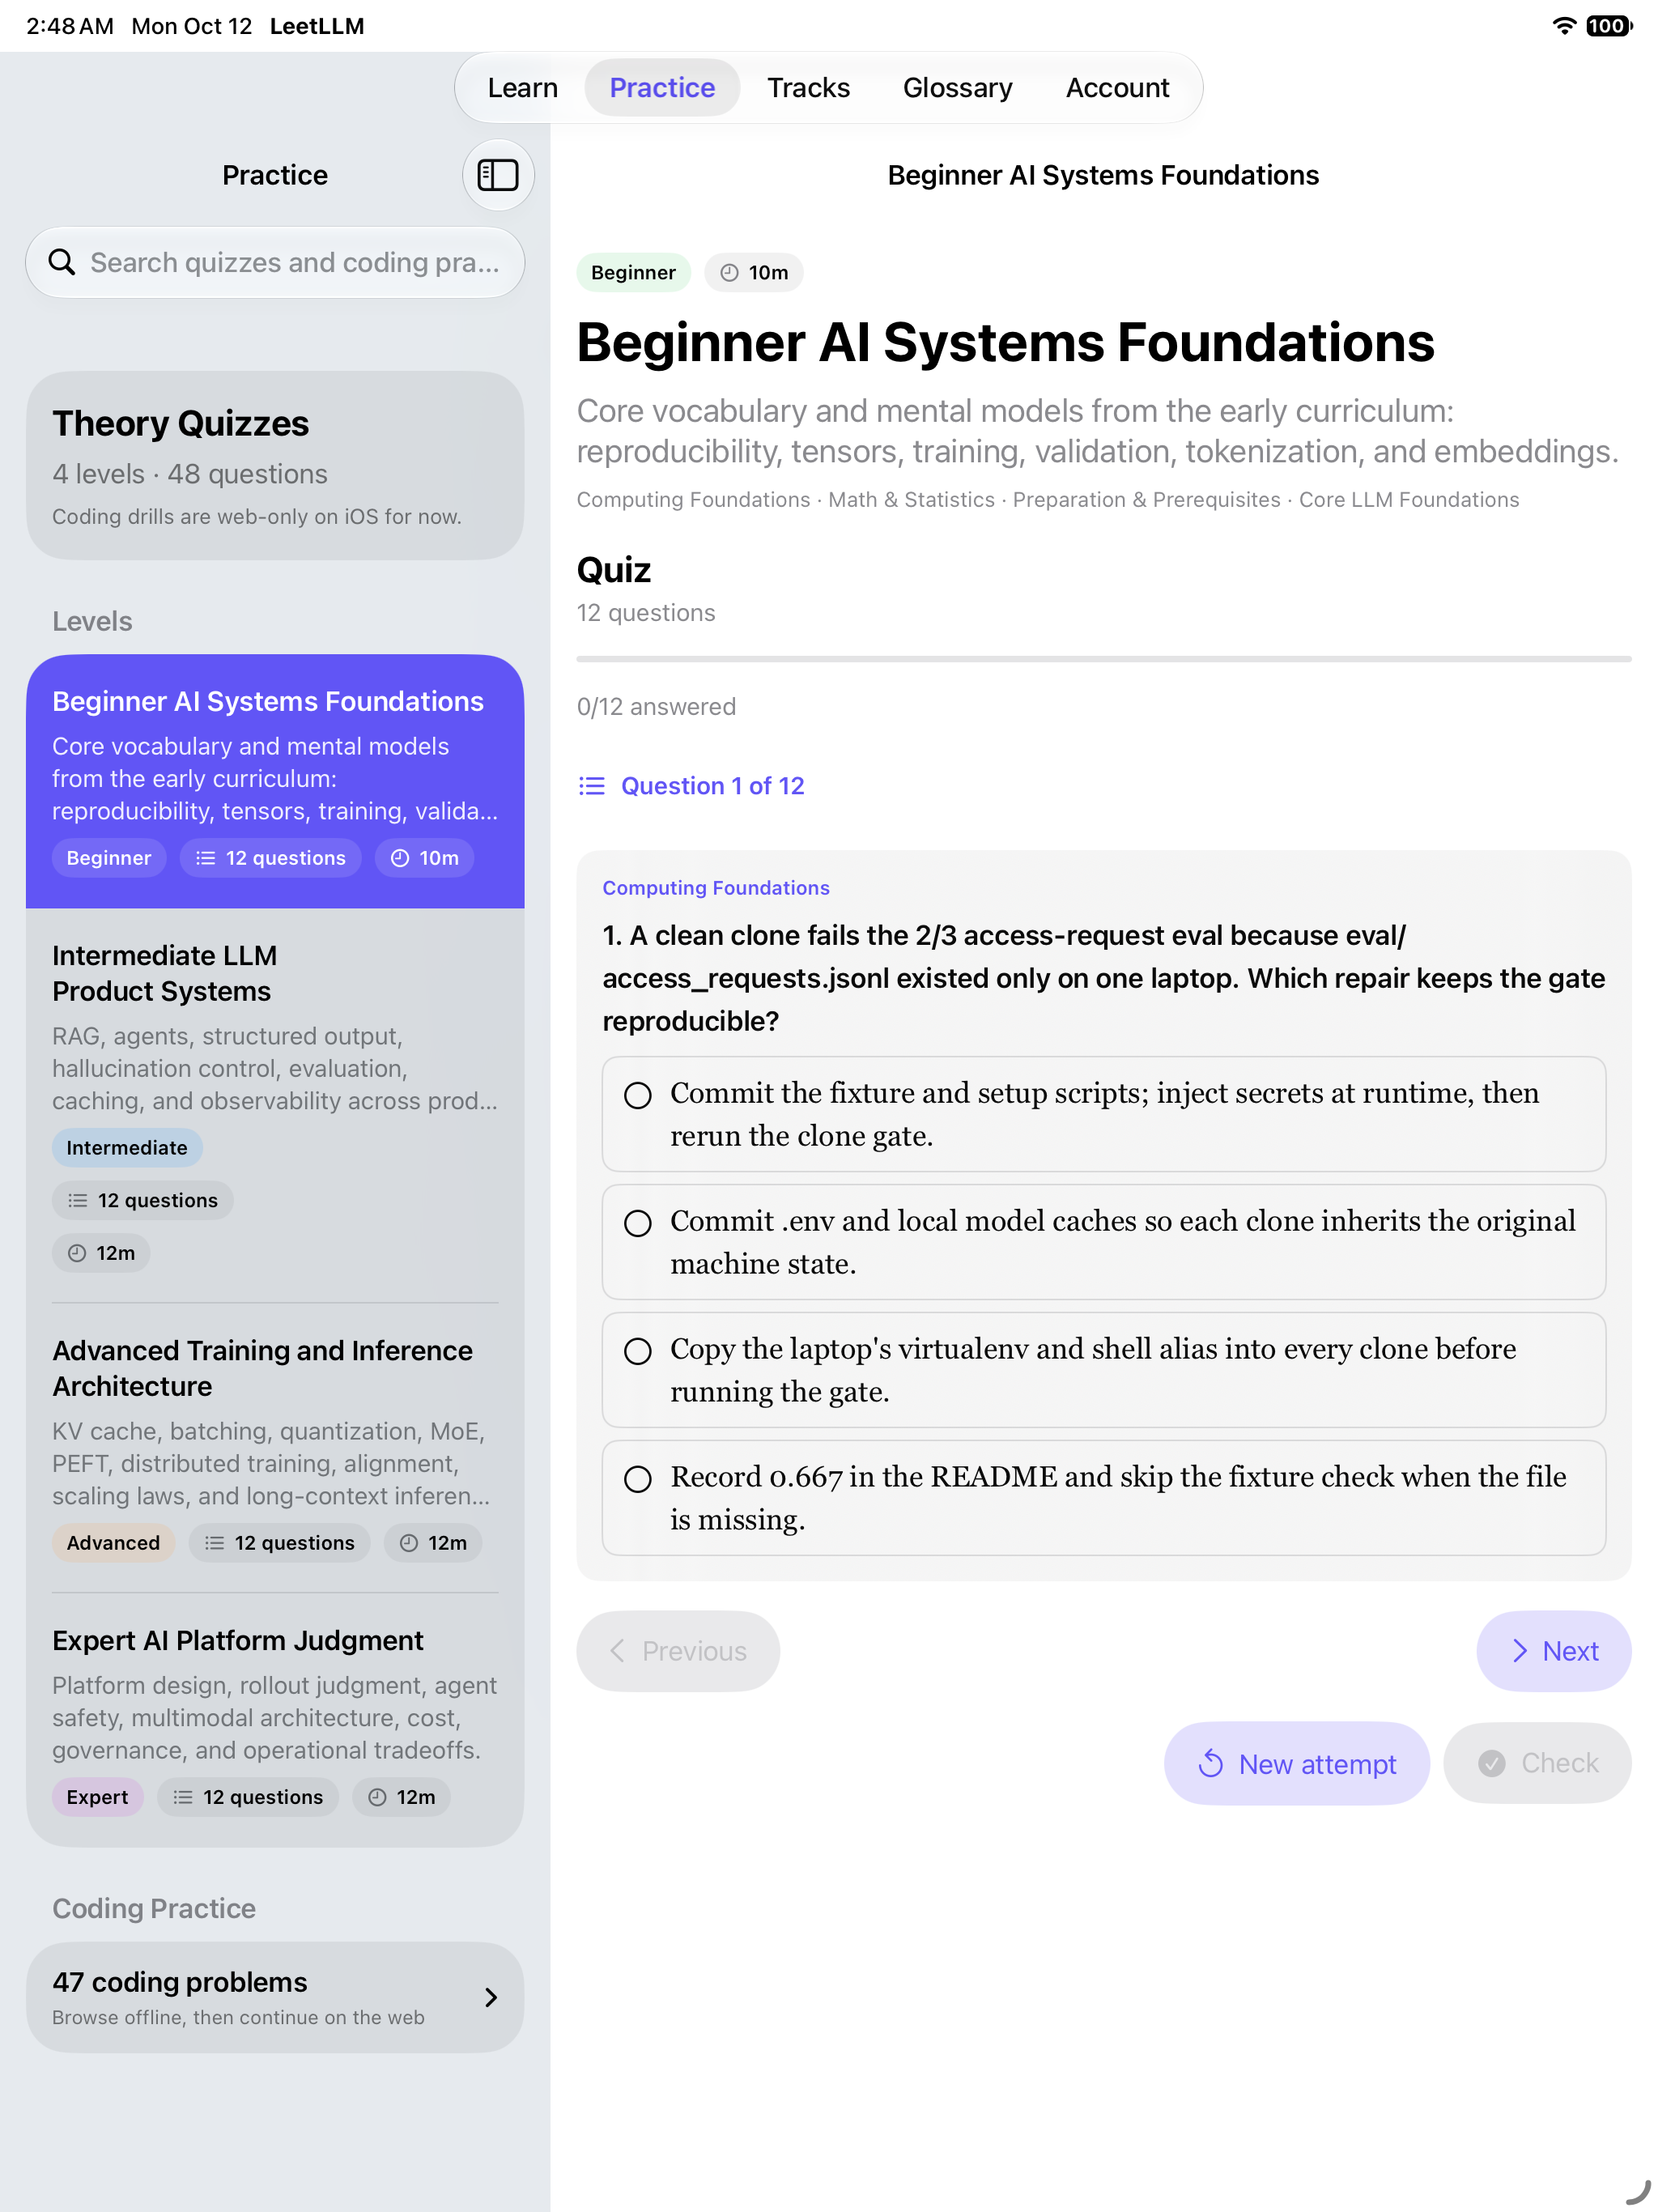 2:48 AM Mon Oct 12 LeetLLM
100
Learn Practice Tracks Glossary Account
Practice
Search quizzes and coding pra...
Theory Quizzes
4 levels · 48 questions
Coding drills are web-only on iOS for now.
Levels
Beginner AI Systems Foundations
Core vocabulary and mental models
from the early curriculum:
reproducibility, tensors, training, valida...
Beginner 12 questions 10m
Intermediate LLM
Product Systems
RAG, agents, structured output,
hallucination control, evaluation,
caching, and observability across prod...
Intermediate
12 questions
12m
Advanced Training and Inference
Architecture
KV cache, batching, quantization, MoE,
PEFT, distributed training, alignment,
scaling laws, and long-context inferen...
Advanced 12 questions 12m
Expert AI Platform Judgment
Platform design, rollout judgment, agent
safety, multimodal architecture, cost,
governance, and operational tradeoffs.
Expert 12 questions 12m
Coding Practice
47 coding problems
Browse offline, then continue on the web
Beginner AI Systems Foundations
Beginner 10m
Beginner AI Systems Foundations
Core vocabulary and mental models from the early curriculum:
reproducibility, tensors, training, validation, tokenization, and embeddings.
Computing Foundations · Math & Statistics · Preparation & Prerequisites · Core LLM Foundations
Quiz
12 questions
0/12 answered
Question 1 of 12
Computing Foundations
1. A clean clone fails the 2/3 access-request eval because eval/
access_requests.jsonl existed only on one laptop. Which repair keeps the gate
reproducible?
Commit the fixture and setup scripts; inject secrets at runtime, then
rerun the clone gate.
Commit .env and local model caches so each clone inherits the original
machine state.
Copy the laptop's virtualenv and shell alias into every clone before
running the gate.
Record 0.667 in the README and skip the fixture check when the file
is missing.
Previous Next
New attempt Check